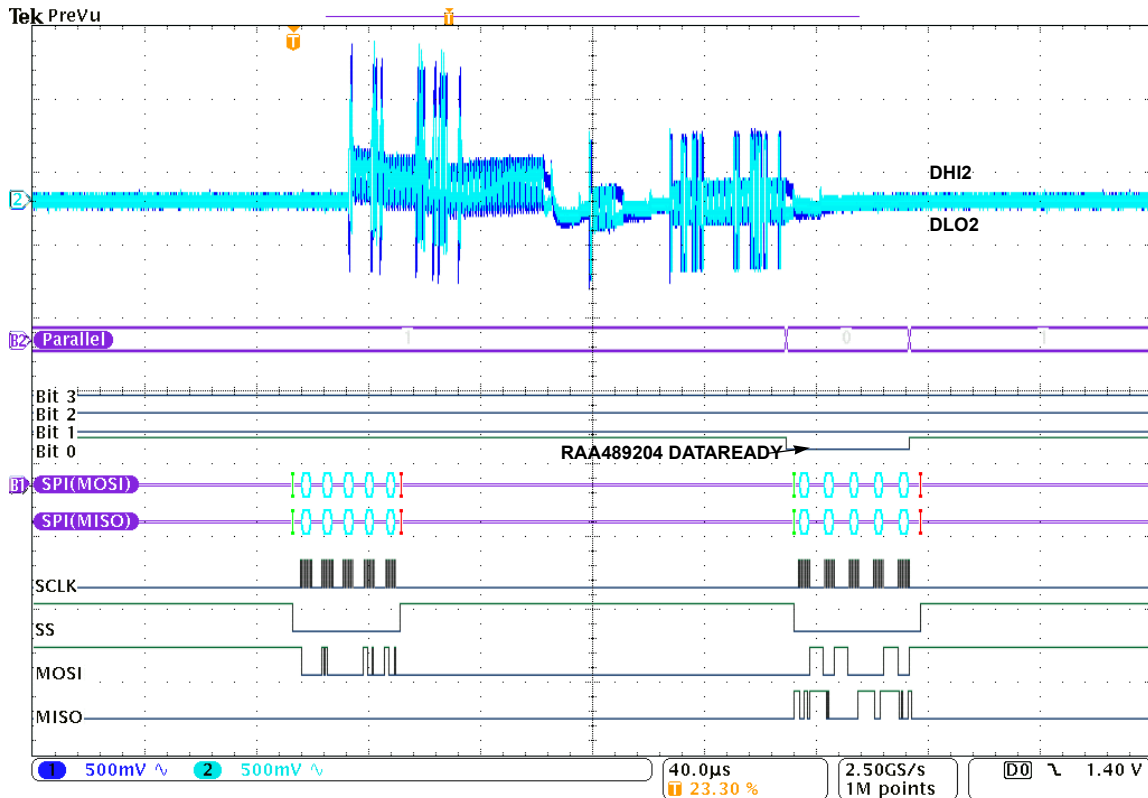 Tek PreVu
T
T
2
DHI2
DLO2
B2 Parallel
1
0
1
Bit 3
Bit 2
Bit 1
Bit 0
RAA489204 DATAREADY
B1 SPI(MOSI)
SPI(MISO)
SCLK
SS
MOSI
MISO
1 500mV 2 500mV
40.0µs
T 23.30 %
2.50GS/s
1M points
D0 1.40 V